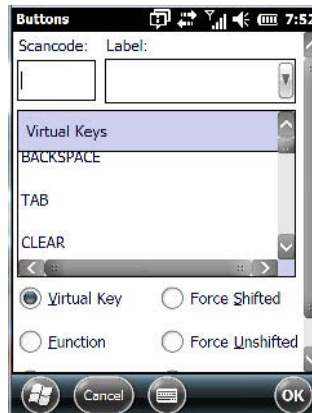 Buttons 7:52
Scancode: Label:
Virtual Keys
BACKSPACE
TAB
CLEAR
Virtual Key Force Shifted
Function Force Unshifted
Cancel OK